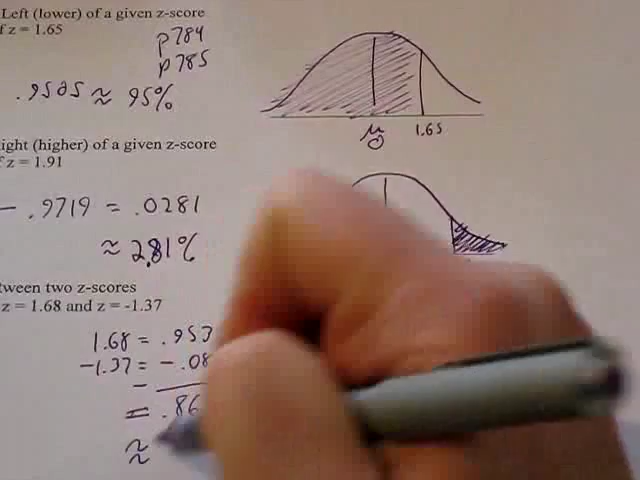 Left (lower) of a given z-score
z = 1.65
p784
p785
.9505 ≈ 95%
μ
0
1.65
ight (higher) of a given z-score
z = 1.91
- .9719 = .0281
≈ 2.81%
tween two z-scores
z = 1.68 and z = -1.37
1.68 = .953
-1.37 = - .08
-
= .86
≈